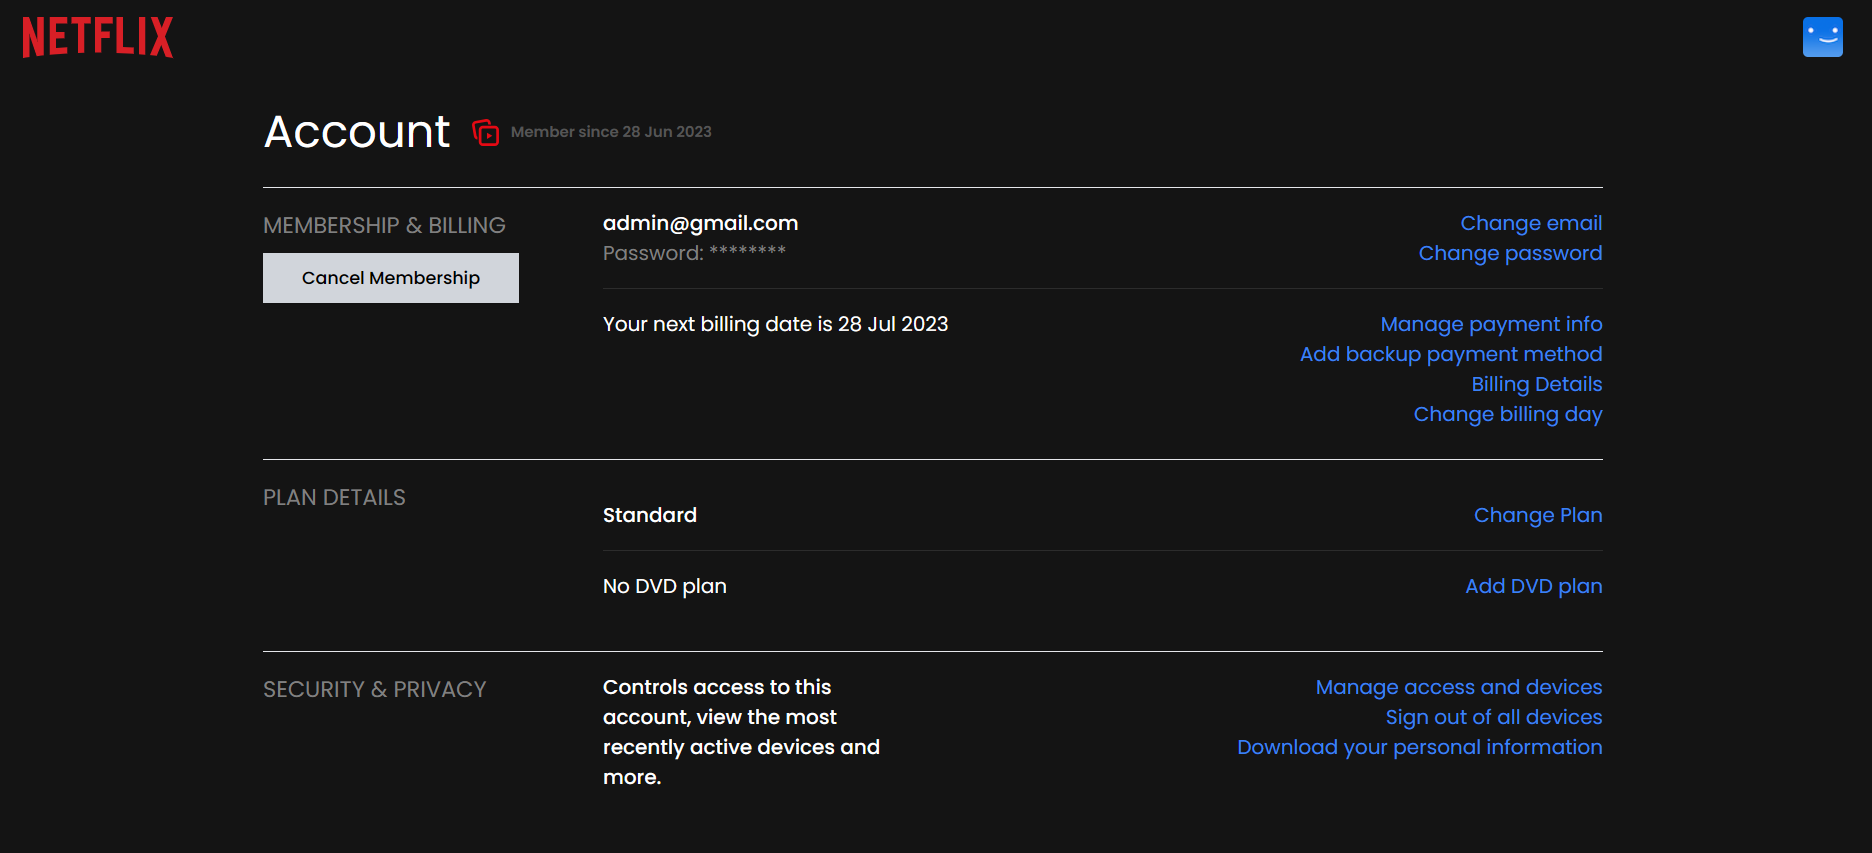 NETFLIX
Account
Member since 28 Jun 2023
MEMBERSHIP & BILLING
Cancel Membership
admin@gmail.com
Change email
Password: ********
Change password
Your next billing date is 28 Jul 2023
Manage payment info
Add backup payment method
Billing Details
Change billing day
PLAN DETAILS
Standard
Change Plan
No DVD plan
Add DVD plan
SECURITY & PRIVACY
Controls access to this
account, view the most
recently active devices and
more.
Manage access and devices
Sign out of all devices
Download your personal information